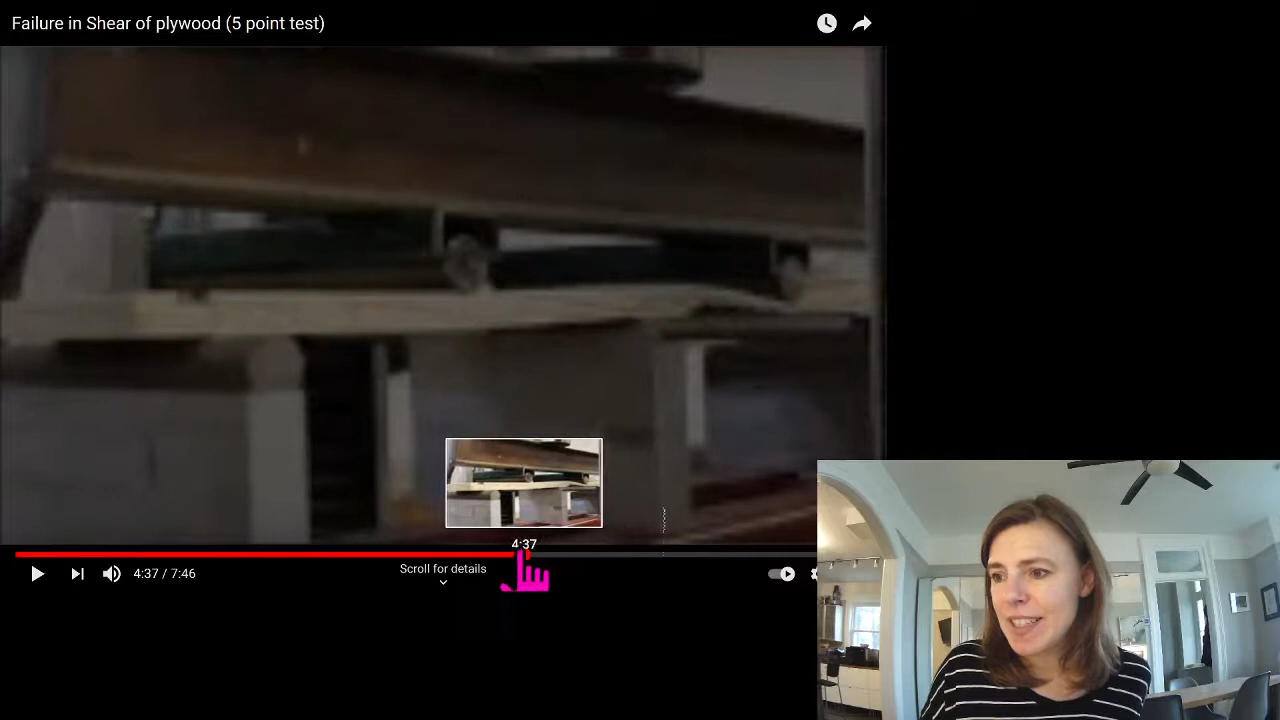 Failure in Shear of plywood (5 point test)
4:37
4:37 / 7:46
Scroll for details